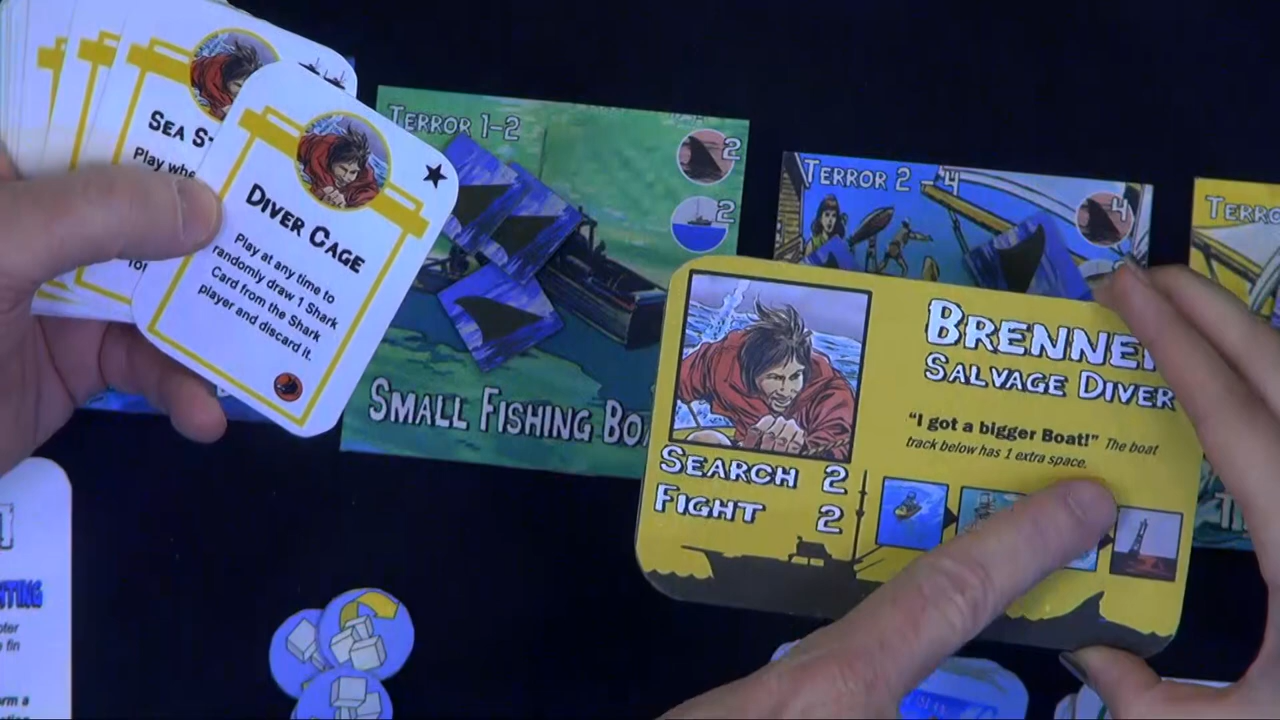 SEA S
Play whe
DIVER CAGE
Play at any time to
randomly draw 1 Shark
Card from the Shark
player and discard it.
TERROR 1-2
2
2
SMALL FISHING BO
TERROR 2-4
4
TERRO
BRENNE
SALVAGE DIVER
"I got a bigger Boat!" The boat
track below has 1 extra space.
SEARCH 2
FIGHT 2